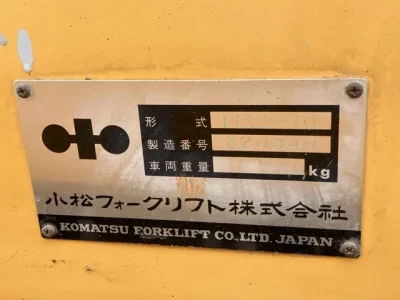 形式
製造番号
車両重量 kg
小松フォークリフト株式会社
KOMATSU FORKLIFT CO.,LTD. JAPAN